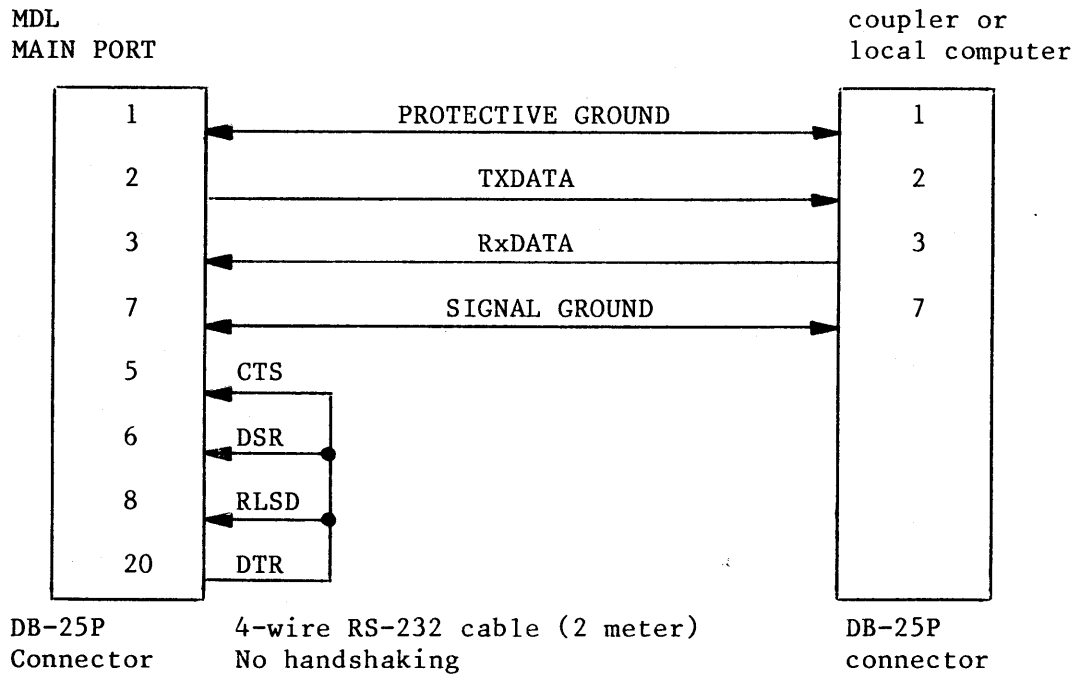 MDL
MAIN PORT
coupler or
local computer
1 PROTECTIVE GROUND 1
2 TXDATA 2
3 RxDATA 3
7 SIGNAL GROUND 7
5 CTS
6 DSR
8 RLSD
20 DTR
DB-25P
Connector
4-wire RS-232 cable (2 meter)
No handshaking
DB-25P
connector